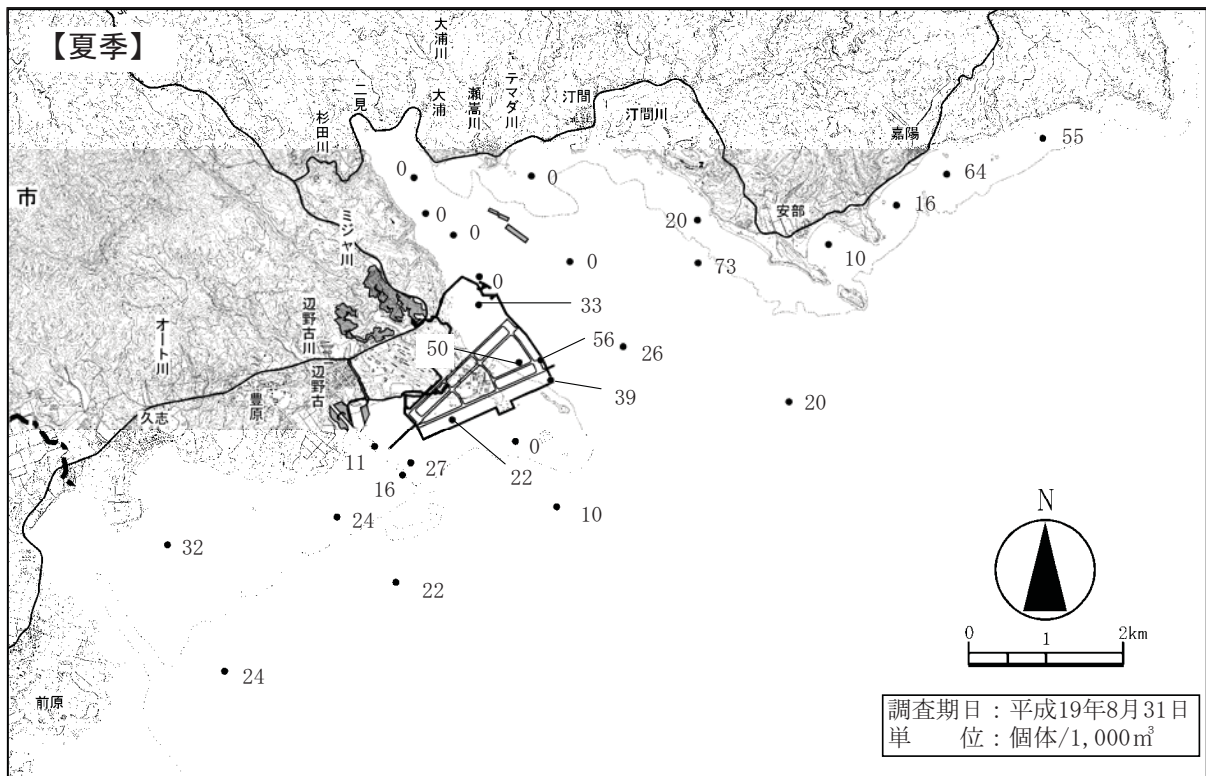 【夏季】
大浦川
テマダ川
瀬嵩川
大浦
二見
杉田川
汀間
汀間川
嘉陽
安部
市
ミジャ川
辺野古川
辺野古
オート川
豊原
久志
前原
55
64
16
10
0
0
0
0
0
0
20
73
33
50
56
26
39
20
22
0
11
27
16
10
24
32
22
24
N
0 1 2km
調査期日：平成19年8月31日
単　　位：個体/1,000㎥